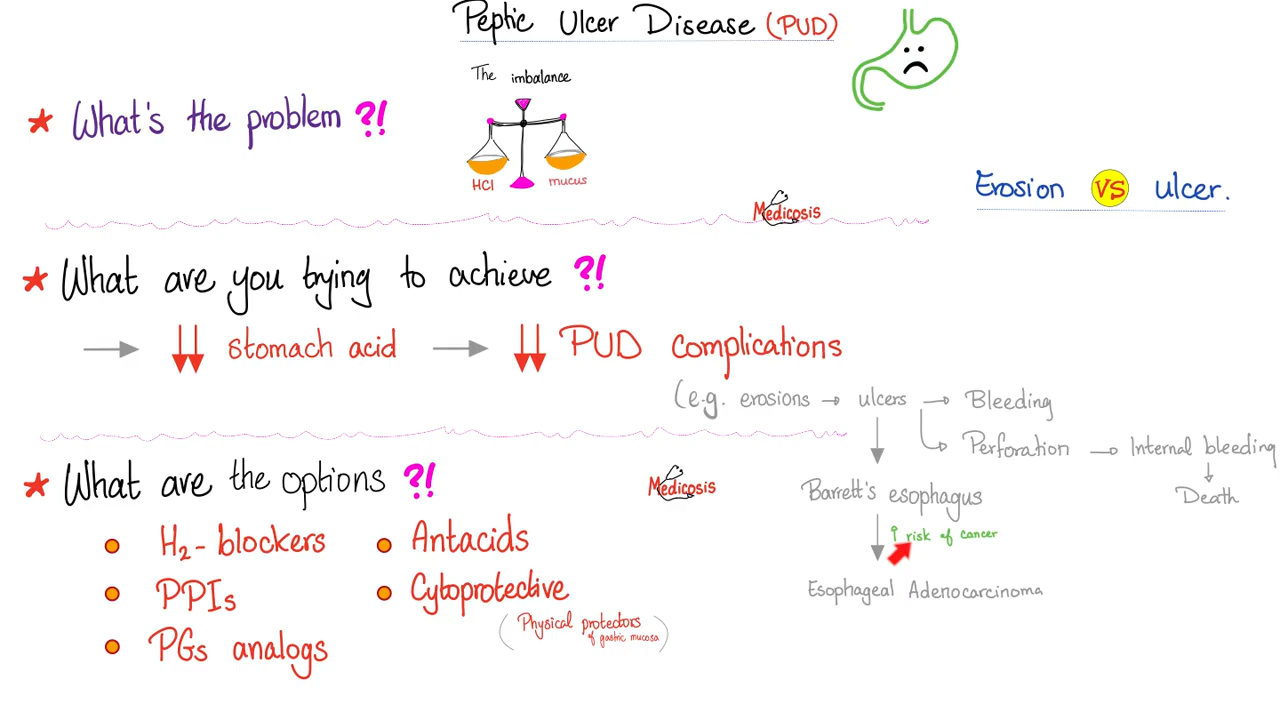 Peptic Ulcer Disease (PUD)
The imbalance
★ What's the problem ?!
HCl
mucus
Erosion VS ulcer.
Medicosis
★ What are you trying to achieve ?!
→ ↓↓ stomach acid → ↓↓ PUD complications
(e.g. erosions → ulcers → Bleeding
Perforation → Internal bleeding
↓
Death
★ What are the options ?!
Medicosis
Barrett's esophagus
↑ risk of cancer
Esophageal Adenocarcinoma
H2-blockers
PPIs
PGs analogs
Antacids
Cytoprotective
(Physical protectors
of gastric mucosa)